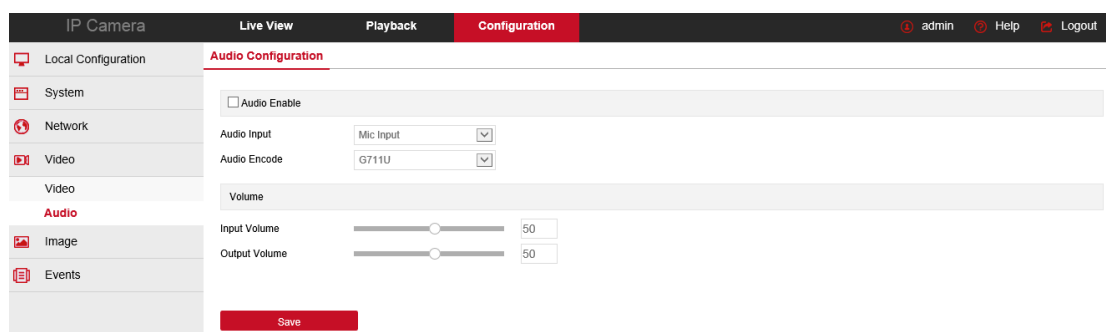 IP Camera Live View Playback Configuration admin Help Logout
Local Configuration
System
Network
Video
Video
Audio
Image
Events
Audio Configuration
Audio Enable
Audio Input Mic Input
Audio Encode G711U
Volume
Input Volume 50
Output Volume 50
Save